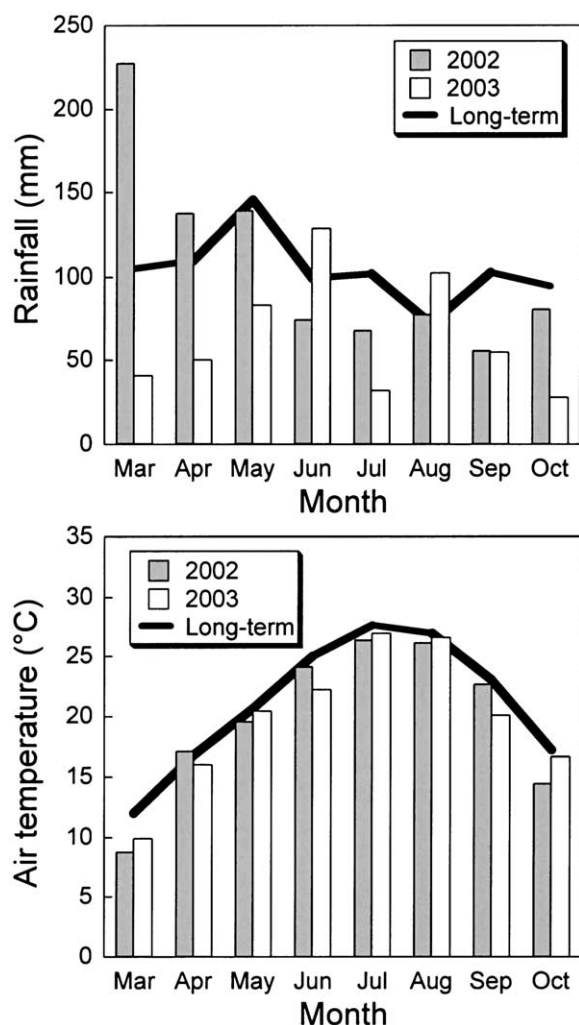 250
200
150
100
50
0
Rainfall (mm)
2002
2003
Long-term
Mar Apr May Jun Jul Aug Sep Oct
Month
35
30
25
20
15
10
5
0
Air temperature (°C)
2002
2003
Long-term
Mar Apr May Jun Jul Aug Sep Oct
Month